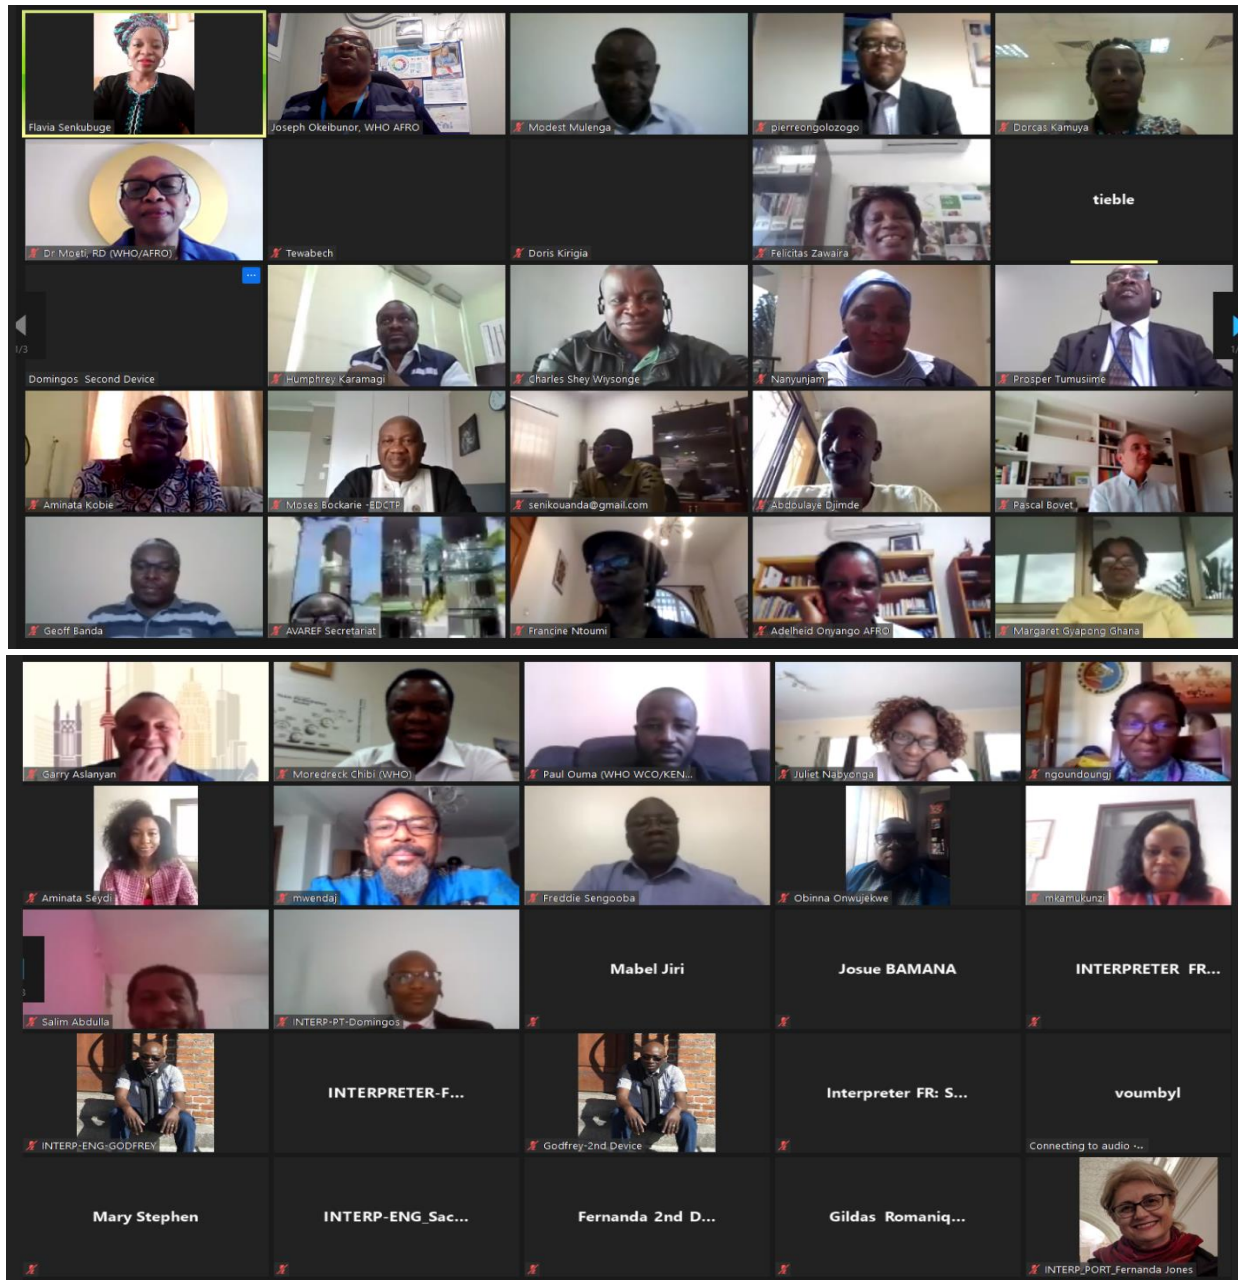 Flavia Senkubuge
Joseph Okeibunor, WHO AFRO
Modest Mulenga
pierreongolozogo
Dorcas Kamuya
Dr Moeti, RD (WHO/AFRO)
Tewabech
Doris Kirigia
Felicitas Zawaira
tieble
1/3
Domingos Second Device
Humphrey Karamagi
Charles Shey Wiysonge
Nanyunjam
Prosper Tumusiime
Aminata Kobie
Moses Bockarie -EDCTP
senikouanda@gmail.com
Abdoulaye Djimde
Pascal Bovet
Geoff Banda
AVAREF Secretariat
Francine Ntoumi
Adelheid Onyango AFRO
Margaret Gyapong Ghana
Garry Aslanyan
Moredreck Chibi (WHO)
Paul Ouma (WHO WCO/KEN...
Juliet Nabyonga
ngoundoungj
Aminata Seydi
mwendaj
Freddie Sengooba
Obinna Onwujekwe
mkamukunzi
Salim Abdulla
INTERP-PT-Domingos
Mabel Jiri
Josue BAMANA
INTERPRETER FR...
INTERP-ENG-GODFREY
INTERPRETER-F...
Godfrey-2nd Device
Interpreter FR: S...
voumbyl
Connecting to audio ...
Mary Stephen
INTERP-ENG_Sac...
Fernanda 2nd D...
Gildas Romaniq...
INTERP_PORT_Fernanda Jones